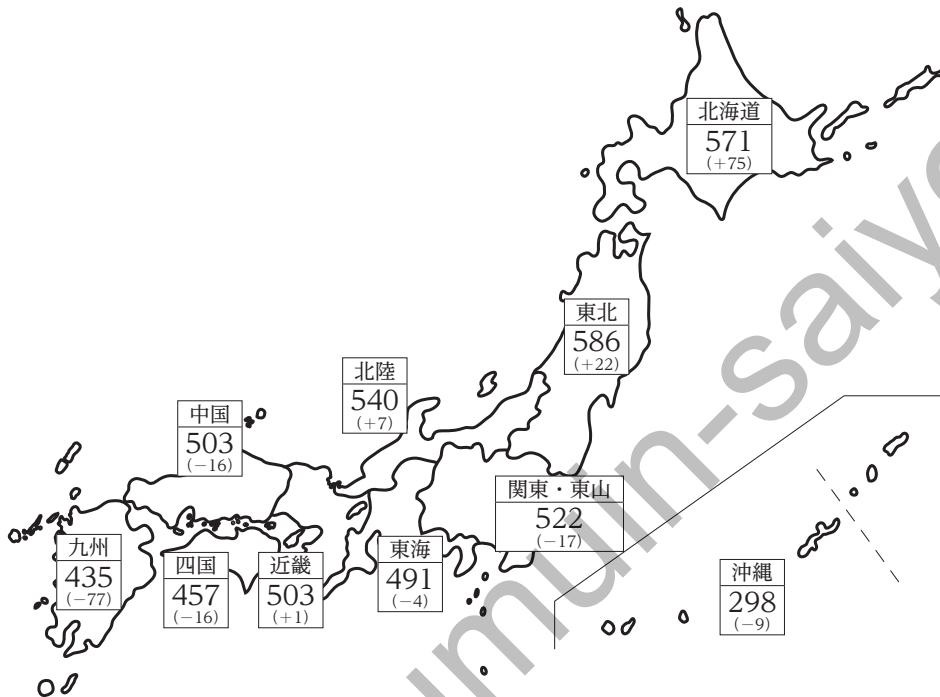 北海道
571
(+75)
東北
586
(+22)
北陸
540
(+7)
中国
503
(−16)
関東・東山
522
(−17)
九州
435
(−77)
四国
457
(−16)
近畿
503
(+1)
東海
491
(−4)
沖縄
298
(−9)